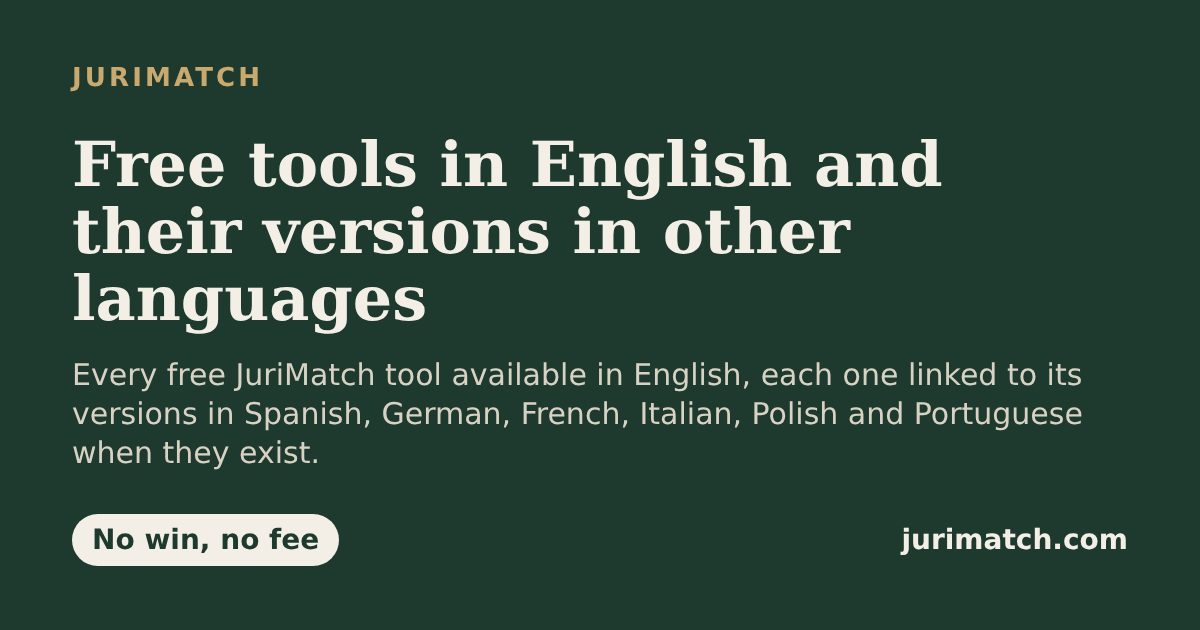 JURIMATCH
Free tools in English and
their versions in other
languages
Every free JuriMatch tool available in English, each one linked to its
versions in Spanish, German, French, Italian, Polish and Portuguese
when they exist.
No win, no fee
jurimatch.com